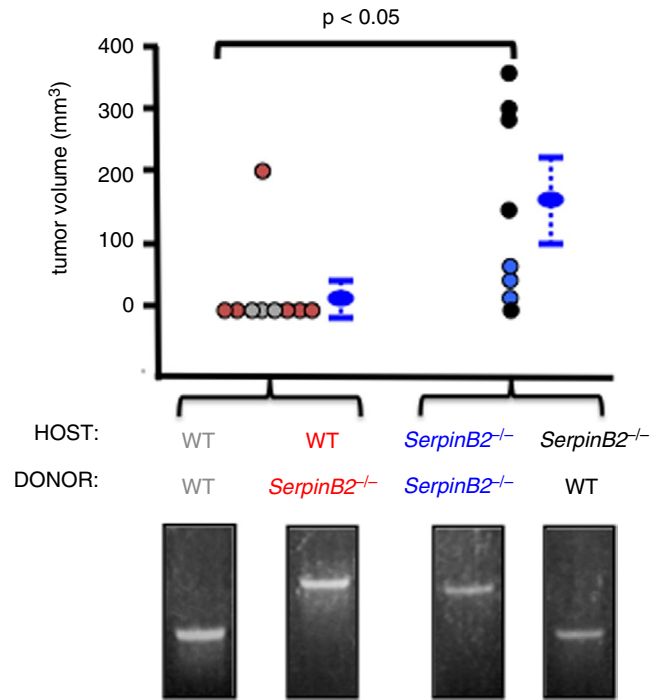 p < 0.05
400
300
200
100
0
tumor volume (mm³)
HOST: WT WT SerpinB2⁻/⁻ SerpinB2⁻/⁻
DONOR: WT SerpinB2⁻/⁻ SerpinB2⁻/⁻ WT